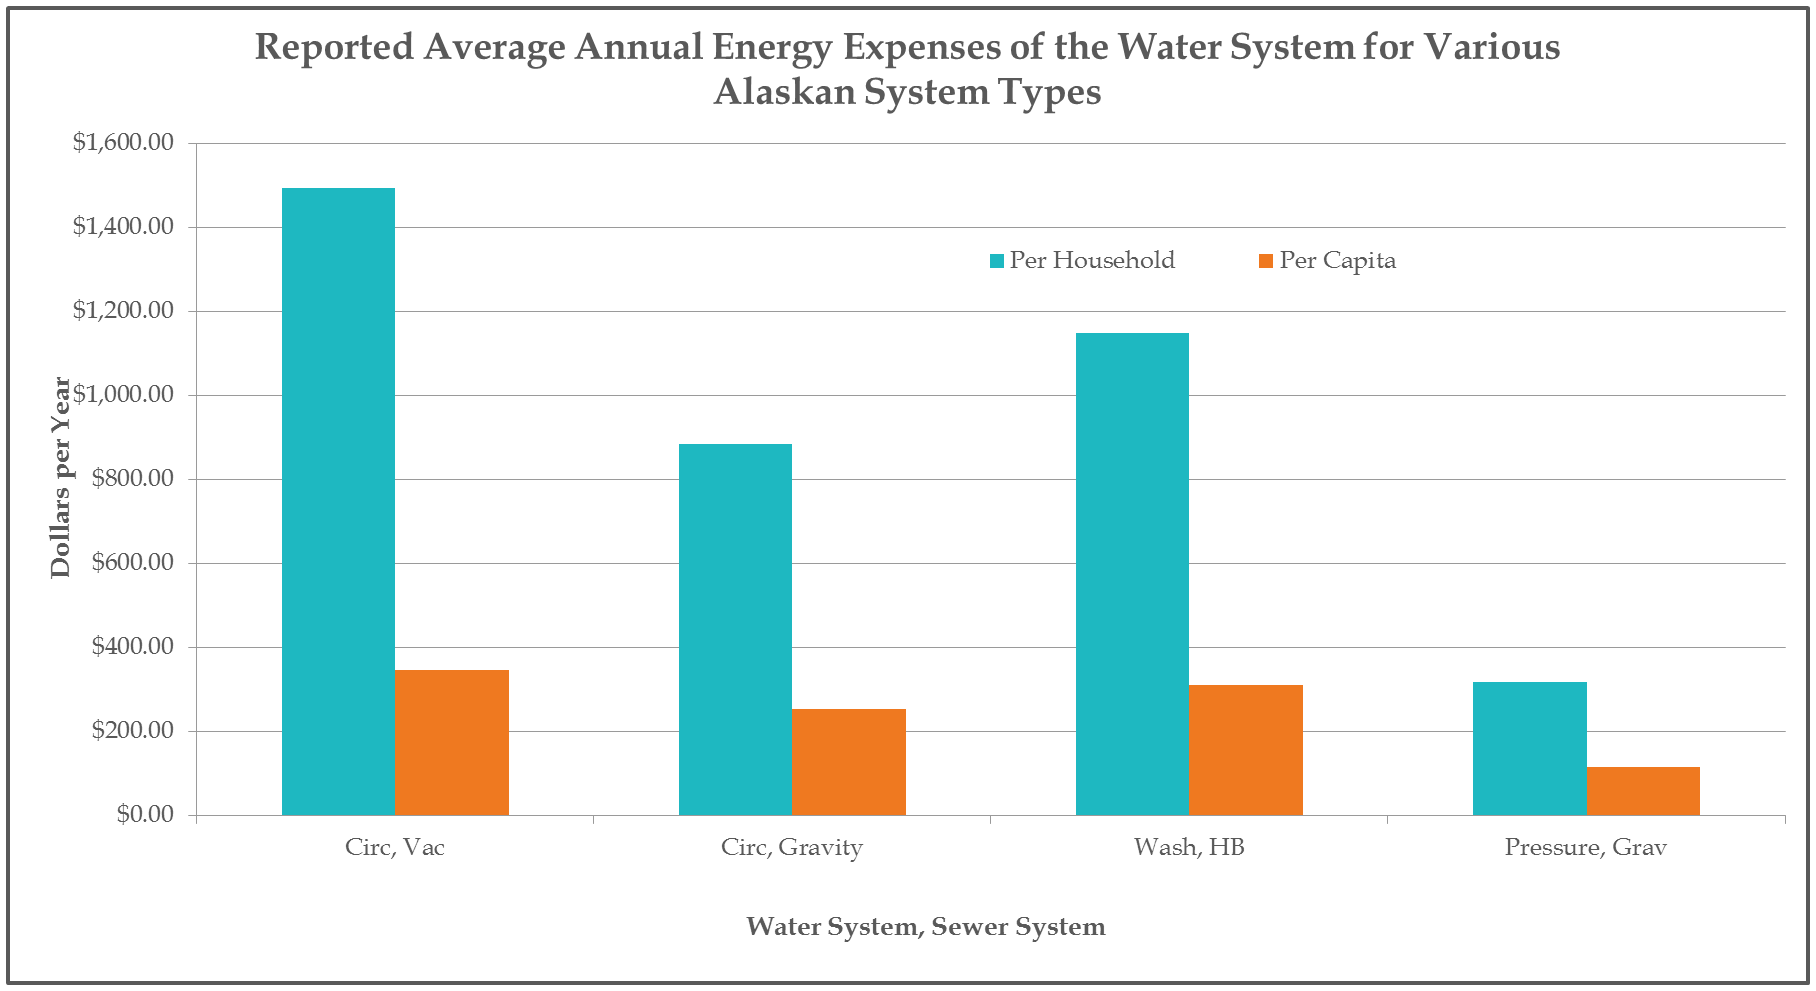 Reported Average Annual Energy Expenses of the Water System for Various
Alaskan System Types
$1,600.00
$1,400.00
$1,200.00
$1,000.00
$800.00
$600.00
$400.00
$200.00
$0.00
Dollars per Year
Per Household
Per Capita
Circ, Vac
Circ, Gravity
Wash, HB
Pressure, Grav
Water System, Sewer System